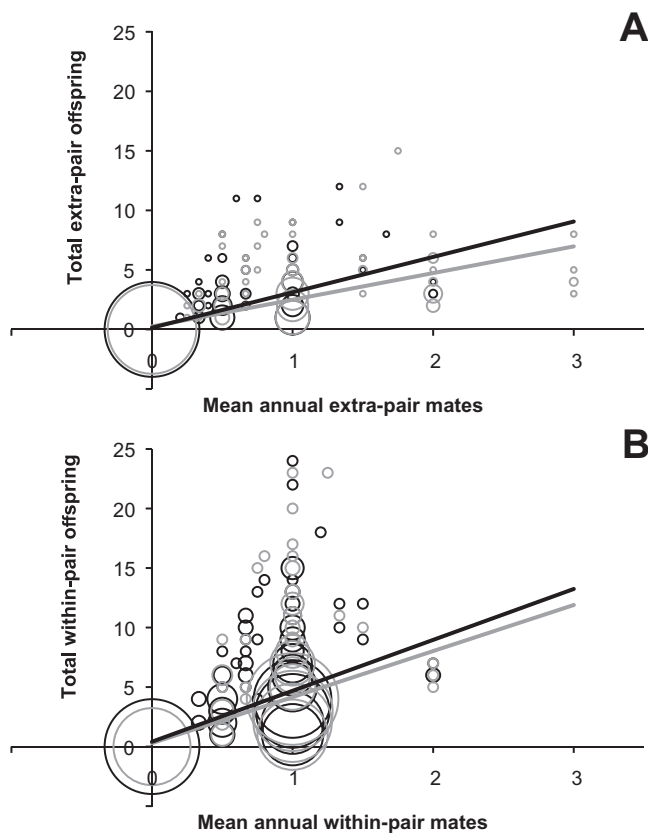 A
25
20
15
10
5
0
Total extra-pair offspring
0 1 2 3
Mean annual extra-pair mates
B
25
20
15
10
5
0
Total within-pair offspring
0 1 2 3
Mean annual within-pair mates